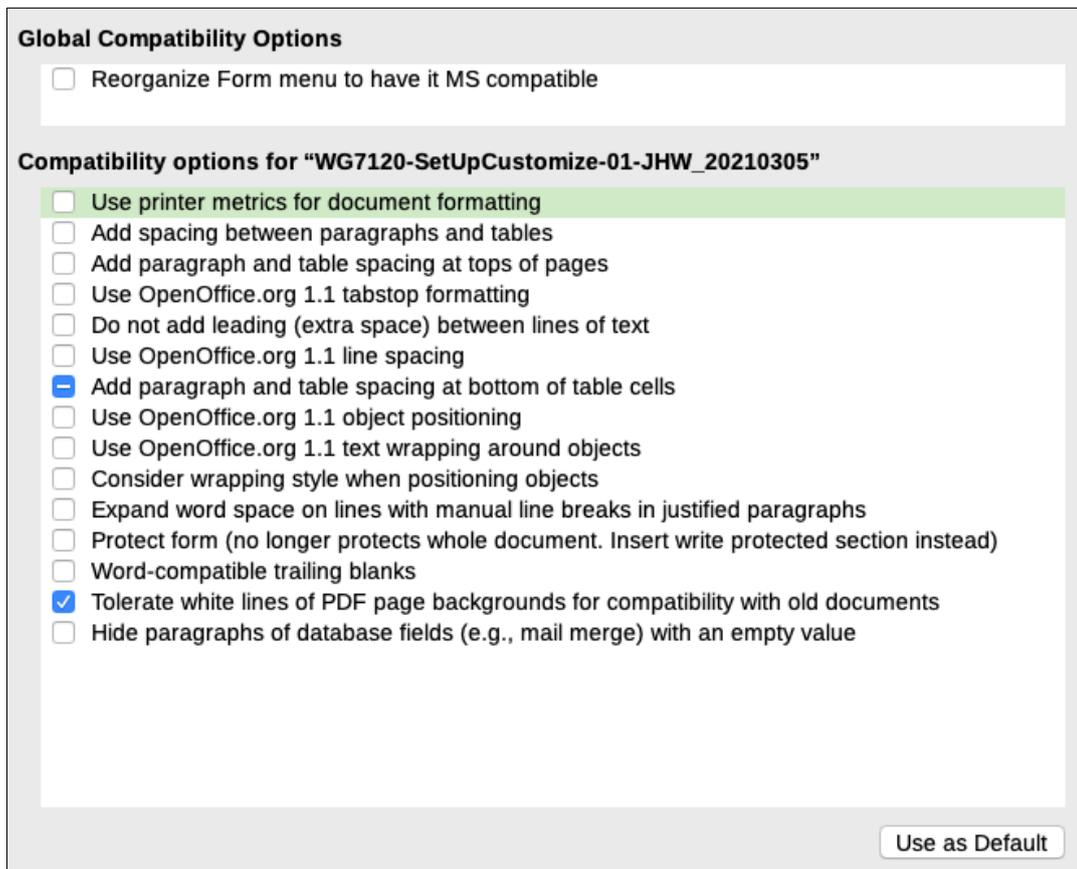 Global Compatibility Options
Reorganize Form menu to have it MS compatible
Compatibility options for “WG7120-SetUpCustomize-01-JHW_20210305”
Use printer metrics for document formatting
Add spacing between paragraphs and tables
Add paragraph and table spacing at tops of pages
Use OpenOffice.org 1.1 tabstop formatting
Do not add leading (extra space) between lines of text
Use OpenOffice.org 1.1 line spacing
Add paragraph and table spacing at bottom of table cells
Use OpenOffice.org 1.1 object positioning
Use OpenOffice.org 1.1 text wrapping around objects
Consider wrapping style when positioning objects
Expand word space on lines with manual line breaks in justified paragraphs
Protect form (no longer protects whole document. Insert write protected section instead)
Word-compatible trailing blanks
Tolerate white lines of PDF page backgrounds for compatibility with old documents
Hide paragraphs of database fields (e.g., mail merge) with an empty value
Use as Default